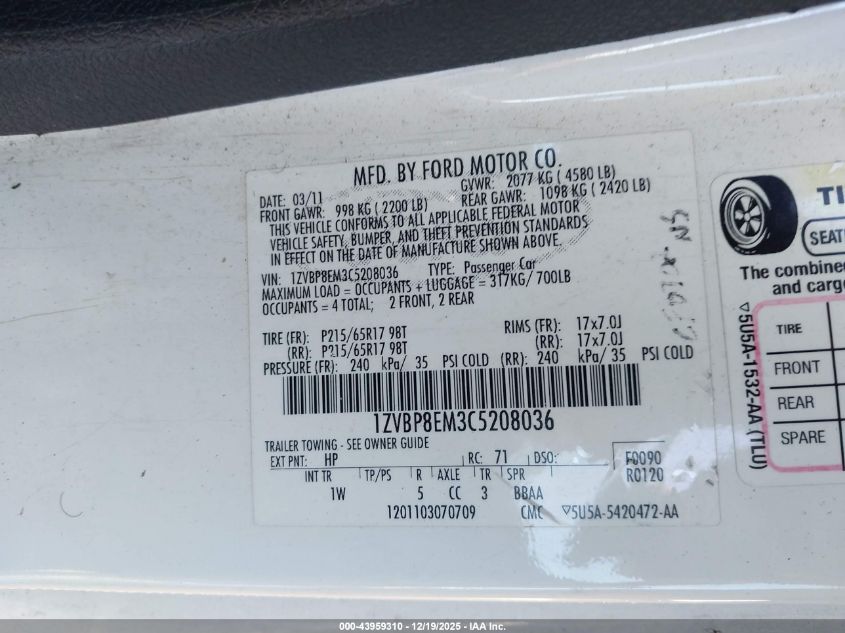 MFD. BY FORD MOTOR CO.
DATE: 03/11 GVWR: 2077 KG ( 4580 LB)
FRONT GAWR: 998 KG ( 2200 LB) REAR GAWR: 1098 KG ( 2420 LB)
THIS VEHICLE CONFORMS TO ALL APPLICABLE FEDERAL MOTOR
VEHICLE SAFETY, BUMPER, AND THEFT PREVENTION STANDARDS
IN EFFECT ON THE DATE OF MANUFACTURE SHOWN ABOVE.
VIN: 1ZVBP8EM3C5208036 TYPE: Passenger Car
MAXIMUM LOAD = OCCUPANTS + LUGGAGE = 317KG/ 700LB
OCCUPANTS = 4 TOTAL; 2 FRONT, 2 REAR
TIRE (FR): P215/65R17 98T RIMS (FR): 17x7.0J
(RR): P215/65R17 98T (RR): 17x7.0J
PRESSURE (FR): 240 kPa/ 35 PSI COLD (RR): 240 kPa/ 35 PSI COLD
1ZVBP8EM3C5208036
TRAILER TOWING - SEE OWNER GUIDE
EXT PNT: HP RC: 71 DSO: F0090
R0120
INT TR TP/PS R AXLE TR SPR
1W 5 CC 3 BBAA
1201103070709 CMC ▽5U5A-5420472-AA
TI
SEATI
The combined
and cargo
▽5U5A-1532-AA (TLU)
TIRE
FRONT
REAR
SPARE
000-43959310 - 12/19/2025 - IAA Inc.